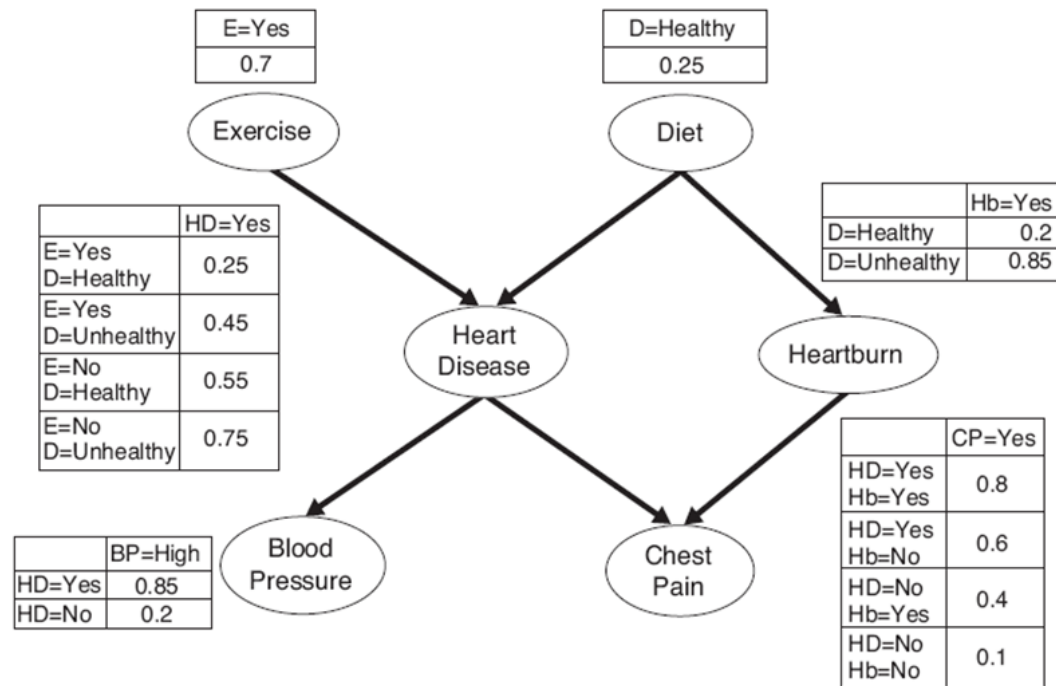 E=Yes
0.7
D=Healthy
0.25
Exercise
Diet
Hb=Yes
D=Healthy 0.2
D=Unhealthy 0.85
HD=Yes
E=Yes
D=Healthy
0.25
E=Yes
D=Unhealthy
0.45
E=No
D=Healthy
0.55
E=No
D=Unhealthy
0.75
Heart
Disease
Heartburn
CP=Yes
HD=Yes
Hb=Yes
0.8
HD=Yes
Hb=No
0.6
HD=No
Hb=Yes
0.4
HD=No
Hb=No
0.1
BP=High
HD=Yes 0.85
HD=No 0.2
Blood
Pressure
Chest
Pain